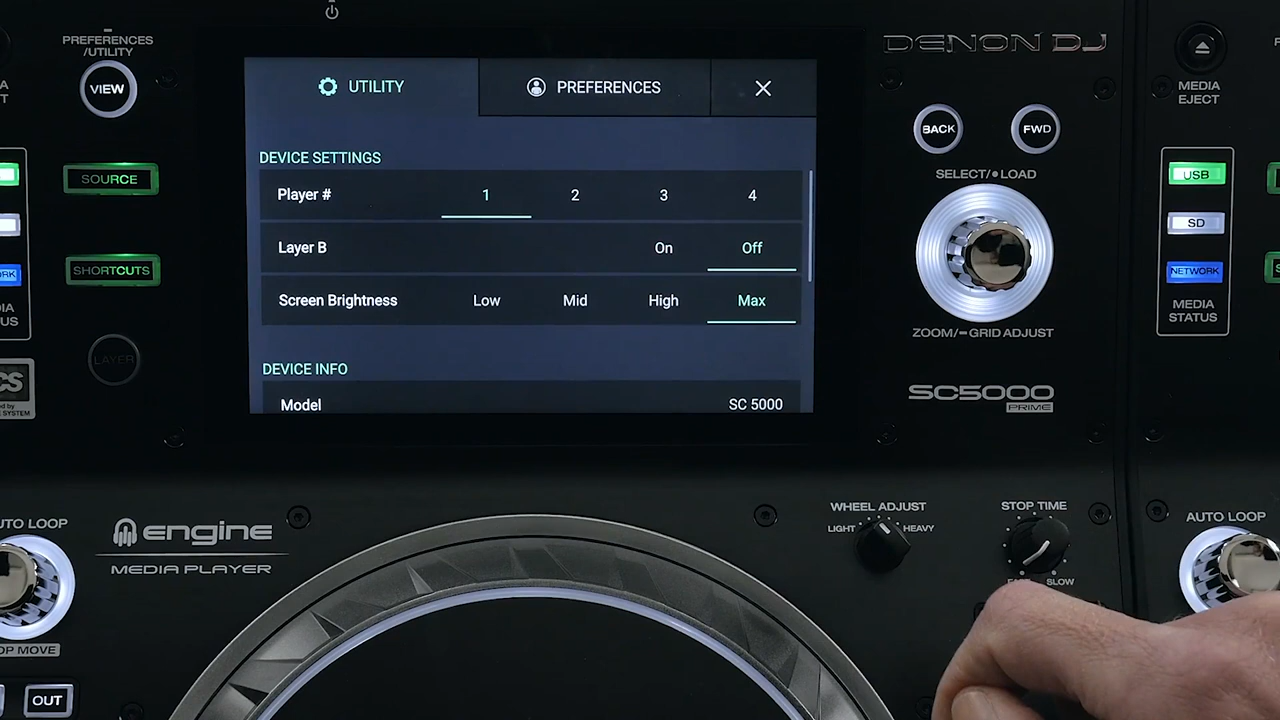 PREFERENCES
/UTILITY
VIEW
SOURCE
SHORTCUTS
LAYER
UTILITY
PREFERENCES
DEVICE SETTINGS
Player # 1 2 3 4
Layer B On Off
Screen Brightness Low Mid High Max
DEVICE INFO
Model SC 5000
DENON DJ
BACK
FWD
SELECT/•LOAD
ZOOM/━GRID ADJUST
SC5000
PRIME
MEDIA
EJECT
USB
SD
NETWORK
MEDIA
STATUS
engine
MEDIA PLAYER
WHEEL ADJUST
LIGHT HEAVY
STOP TIME
SLOW
AUTO LOOP
UTO LOOP
OP MOVE
OUT